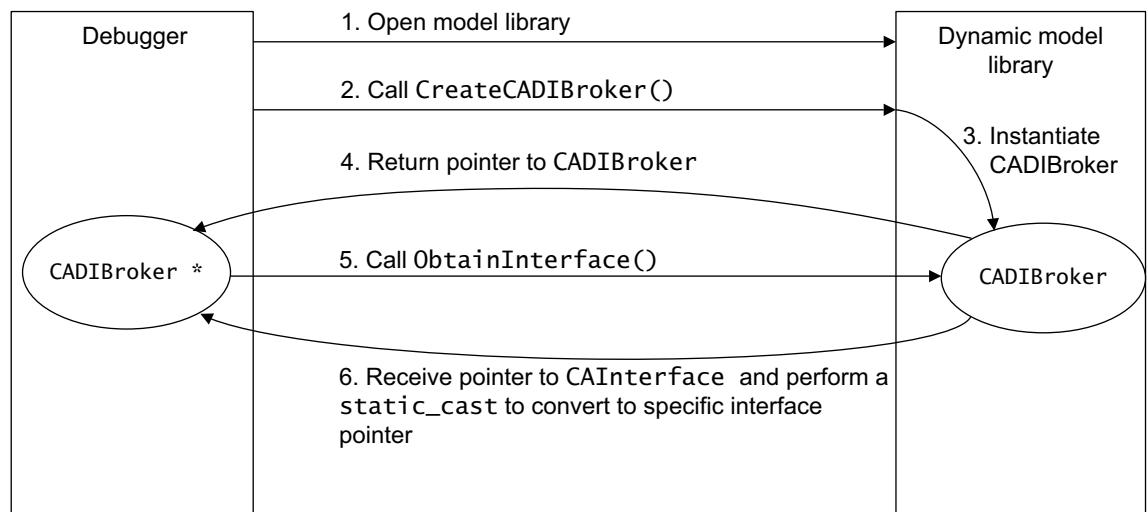 Debugger
1. Open model library
Dynamic model
library
2. Call CreateCADIBroker()
3. Instantiate
CADIBroker
4. Return pointer to CADIBroker
CADIBroker *
5. Call ObtainInterface()
CADIBroker
6. Receive pointer to CAInterface and perform a
static_cast to convert to specific interface
pointer